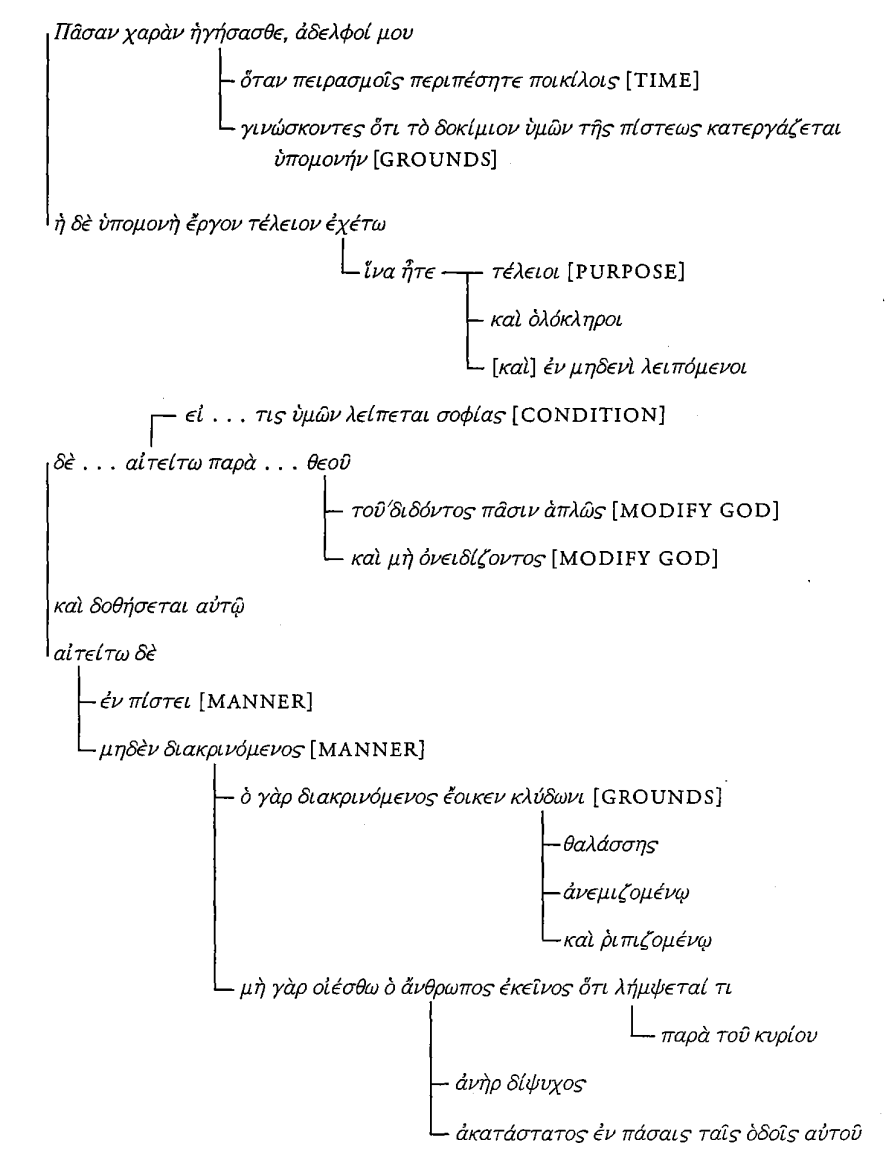 Πᾶσαν χαρὰν ἡγήσασθε, ἀδελφοί μου
ὅταν πειρασμοῖς περιπέσητε ποικίλοις [TIME]
γινώσκοντες ὅτι τὸ δοκίμιον ὑμῶν τῆς πίστεως κατεργάζεται
ὑπομονήν [GROUNDS]
ἡ δὲ ὑπομονὴ ἔργον τέλειον ἐχέτω
ἵνα ἦτε τέλειοι [PURPOSE]
καὶ ὁλόκληροι
[καὶ] ἐν μηδενὶ λειπόμενοι
εἰ . . . τις ὑμῶν λείπεται σοφίας [CONDITION]
δὲ . . . αἰτείτω παρὰ . . . θεοῦ
τοῦ διδόντος πᾶσιν ἁπλῶς [MODIFY GOD]
καὶ μὴ ὀνειδίζοντος [MODIFY GOD]
καὶ δοθήσεται αὐτῷ
αἰτείτω δὲ
ἐν πίστει [MANNER]
μηδὲν διακρινόμενος [MANNER]
ὁ γὰρ διακρινόμενος ἔοικεν κλύδωνι [GROUNDS]
θαλάσσης
ἀνεμιζομένῳ
καὶ ῥιπιζομένῳ
μὴ γὰρ οἰέσθω ὁ ἄνθρωπος ἐκεῖνος ὅτι λήμψεταί τι
παρὰ τοῦ κυρίου
ἀνὴρ δίψυχος
ἀκατάστατος ἐν πάσαις ταῖς ὁδοῖς αὐτοῦ